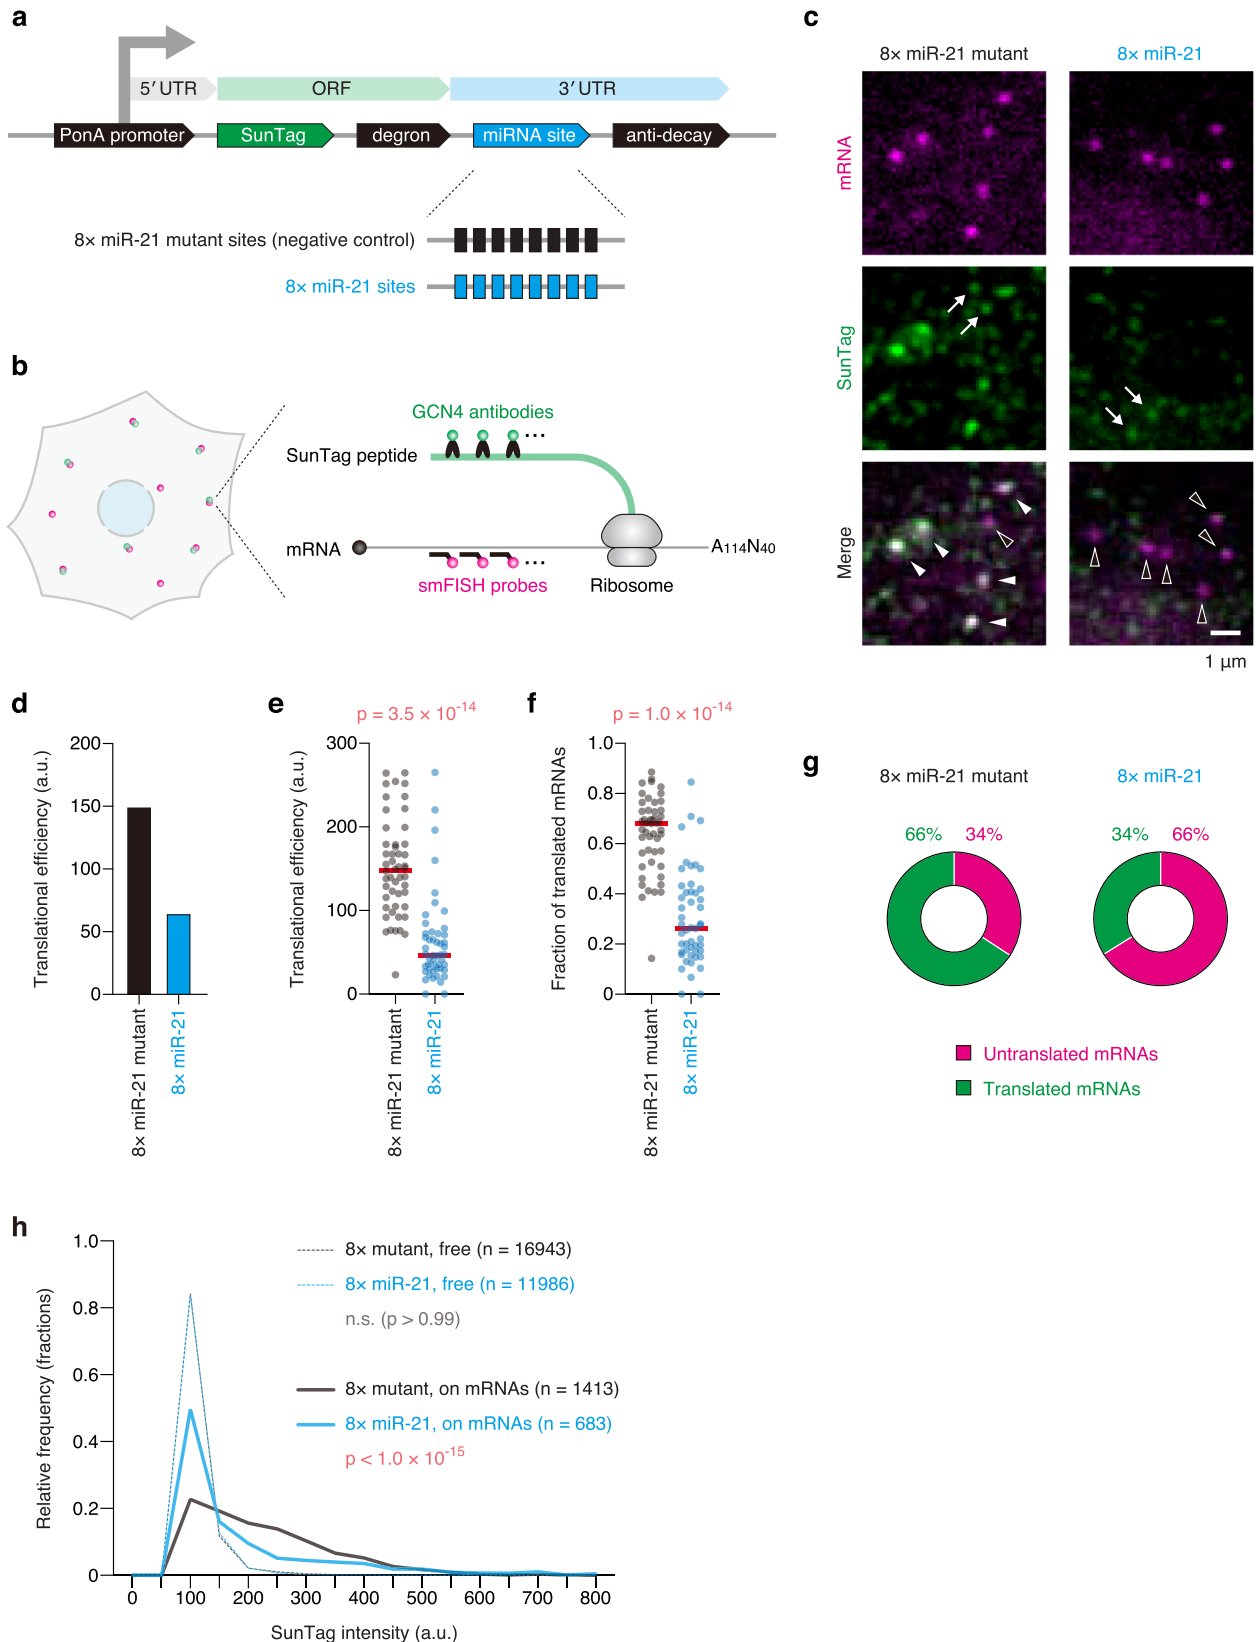 a
5′ UTR
ORF
3′ UTR
PonA promoter
SunTag
degron
miRNA site
anti-decay
8× miR-21 mutant sites (negative control)
8× miR-21 sites
b
GCN4 antibodies
...
SunTag peptide
mRNA
A114N40
...
smFISH probes
Ribosome
c
8× miR-21 mutant
8× miR-21
mRNA
SunTag
Merge
1 μm
d
Translational efficiency (a.u.)
200
150
100
50
0
8× miR-21 mutant
8× miR-21
e
p = 3.5 × 10-14
Translational efficiency (a.u.)
300
200
100
0
8× miR-21 mutant
8× miR-21
f
p = 1.0 × 10-14
Fraction of translated mRNAs
1.0
0.8
0.6
0.4
0.2
0
8× miR-21 mutant
8× miR-21
g
8× miR-21 mutant
8× miR-21
66%
34%
34%
66%
Untranslated mRNAs
Translated mRNAs
h
Relative frequency (fractions)
1.0
0.8
0.6
0.4
0.2
0
8× mutant, free (n = 16943)
8× miR-21, free (n = 11986)
n.s. (p > 0.99)
8× mutant, on mRNAs (n = 1413)
8× miR-21, on mRNAs (n = 683)
p < 1.0 × 10-15
0 100 200 300 400 500 600 700 800
SunTag intensity (a.u.)